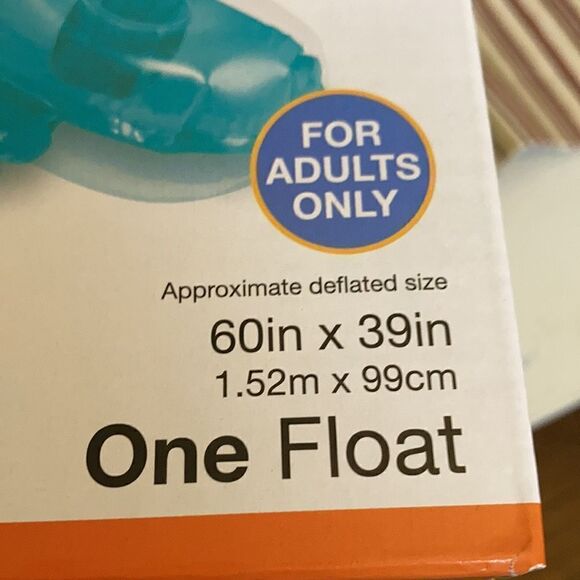 FOR
ADULTS
ONLY
Approximate deflated size
60in x 39in
1.52m x 99cm
One Float